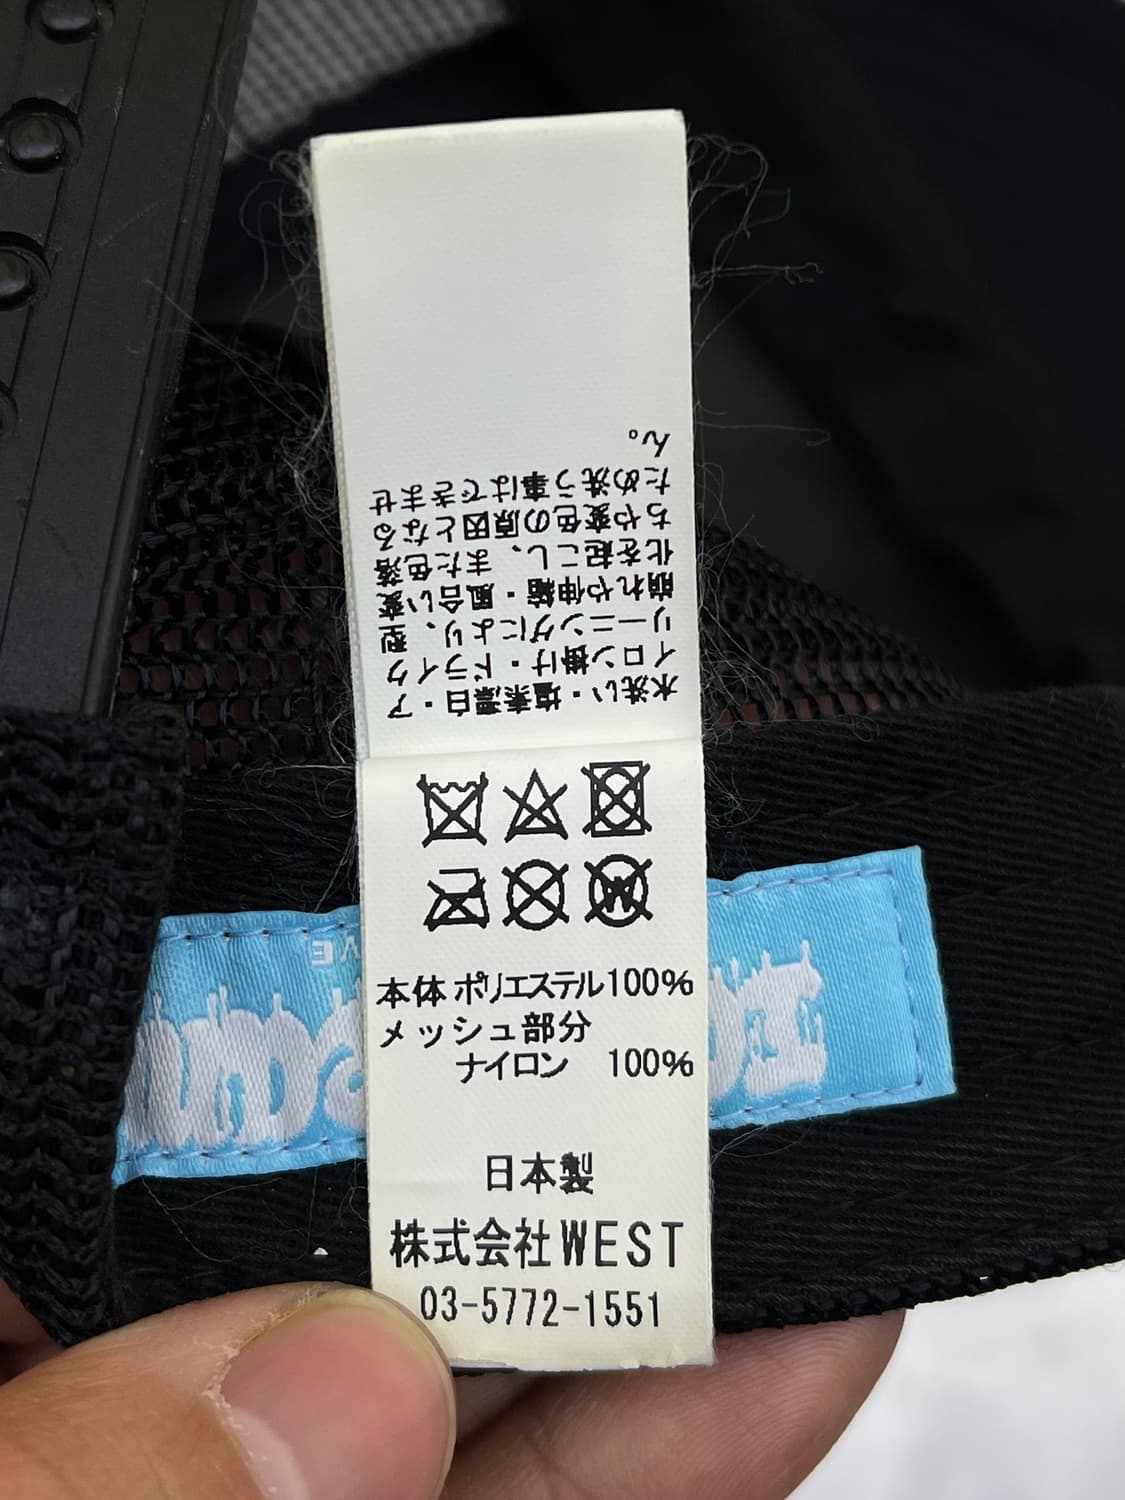 水洗い・塩素漂白・ア
イロン掛け・ドライク
リーニングにより、型
崩れや伸縮・風合い変
化を起こし、また色落
ちや変色の原因となる
ため洗う事はできませ
ん。
W
本体 ポリエステル100%
メッシュ部分
ナイロン 100%
日本製
株式会社WEST
03-5772-1551